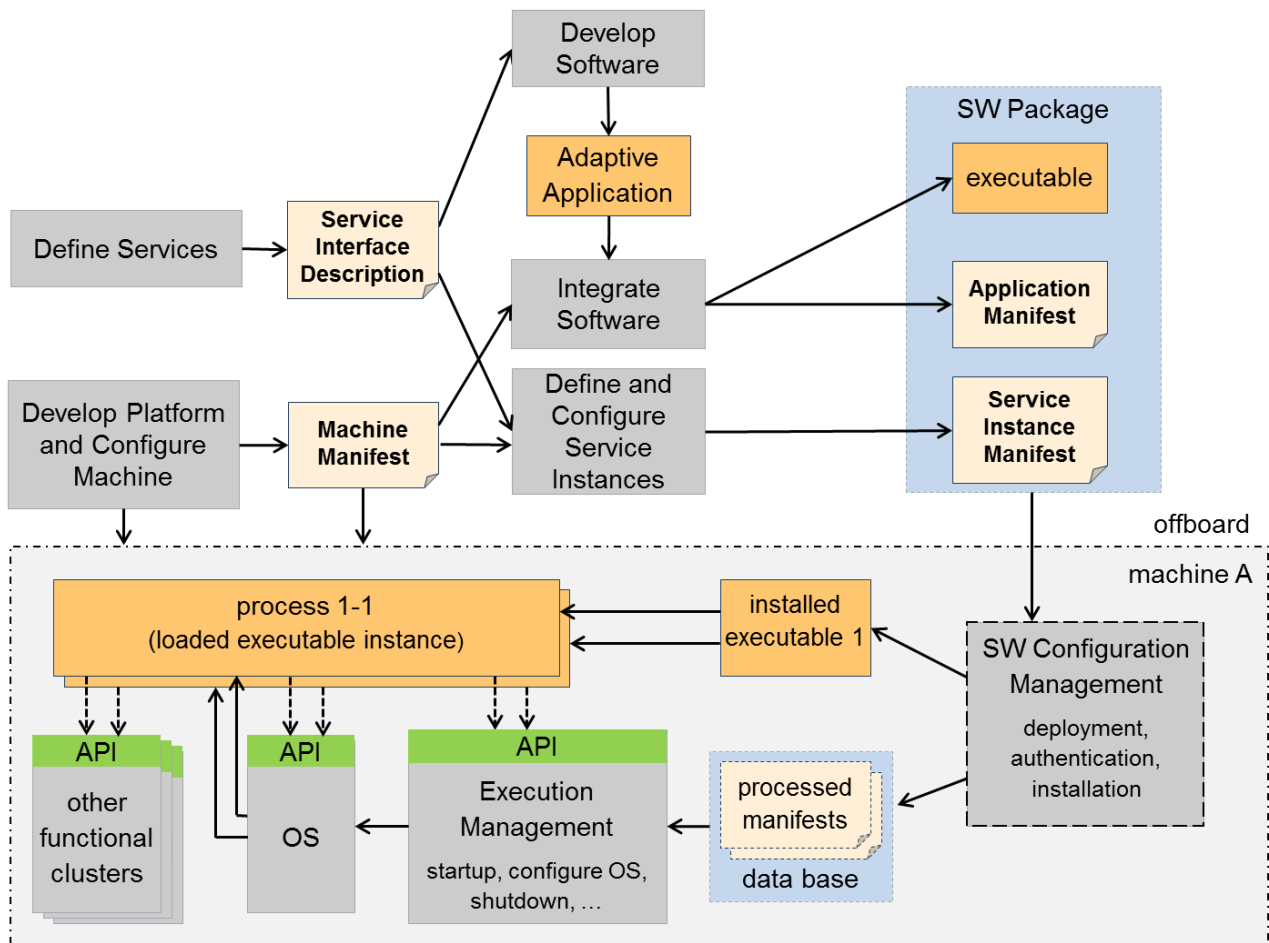 Develop
Software
SW Package
Adaptive
Application
executable
Define Services
Service
Interface
Description
Integrate
Software
Application
Manifest
Develop Platform
and Configure
Machine
Machine
Manifest
Define and
Configure
Service
Instances
Service
Instance
Manifest
offboard
machine A
process 1-1
(loaded executable instance)
installed
executable 1
SW Configuration
Management
deployment,
authentication,
installation
API
other
functional
clusters
API
OS
API
Execution
Management
startup, configure OS,
shutdown, …
processed
manifests
data base